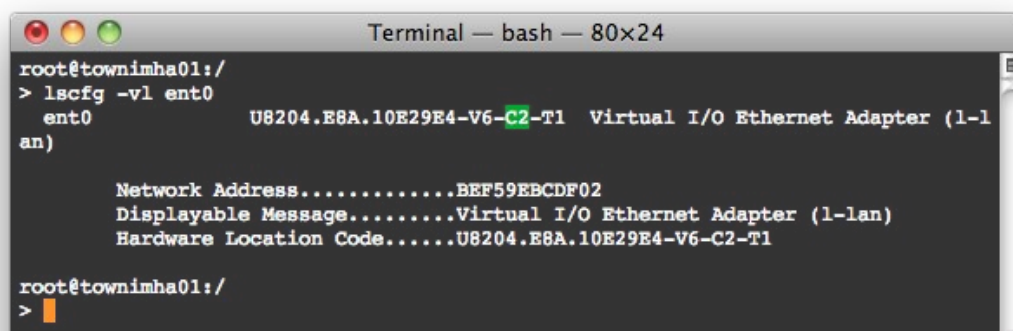 Terminal — bash — 80×24
root@townimha01:/
> lscfg -vl ent0
  ent0             U8204.E8A.10E29E4-V6-C2-T1  Virtual I/O Ethernet Adapter (l-l
an)
        Network Address.............BEF59EBCDF02
        Displayable Message.........Virtual I/O Ethernet Adapter (l-lan)
        Hardware Location Code......U8204.E8A.10E29E4-V6-C2-T1
root@townimha01:/
>